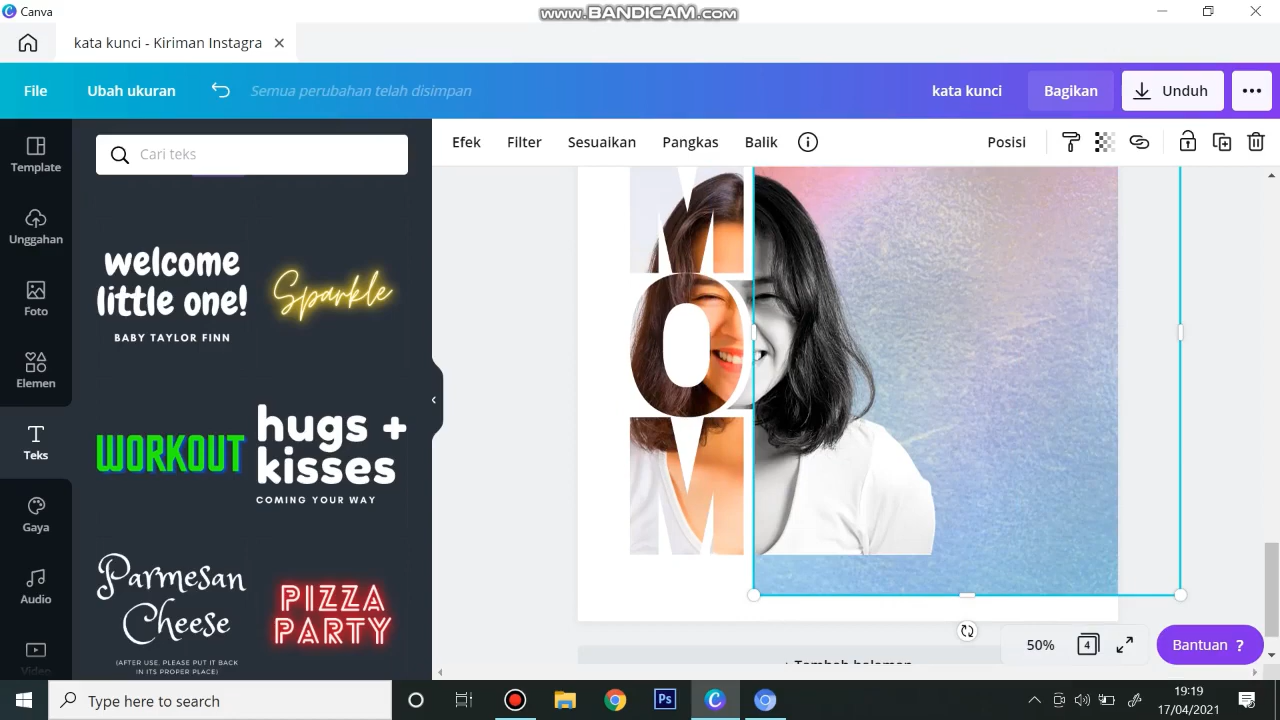 Canva
www.BANDICAM.com
kata kunci - Kiriman Instagra
File
Ubah ukuran
Semua perubahan telah disimpan
kata kunci
Bagikan
Unduh
Template
Unggahan
Foto
Elemen
Teks
Gaya
Audio
Video
Cari teks
welcome
little one!
BABY TAYLOR FINN
Sparkle
WORKOUT
hugs +
kisses
COMING YOUR WAY
Parmesan
Cheese
(AFTER USE, PLEASE PUT IT BACK
IN ITS PROPER PLACE)
PIZZA
PARTY
Efek
Filter
Sesuaikan
Pangkas
Balik
Posisi
M
O
M
+ Tambah halaman
50%
4
Bantuan ?
Type here to search
Ps
19:19
17/04/2021